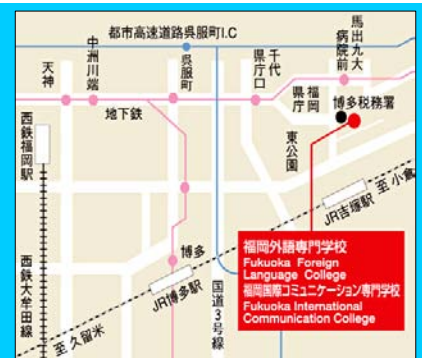 都市高速道路呉服町I.C
馬出九大
病院前
中洲川端
天神
呉服町
千代
県庁口
福岡
県庁
博多税務署
地下鉄
東公園
西鉄福岡駅
至小倉
JR吉塚駅
福岡外語専門学校
Fukuoka Foreign
Language College
福岡国際コミュニケーション専門学校
Fukuoka International
Communication College
博多
JR博多駅
国道3号線
西鉄大牟田線
至久留米